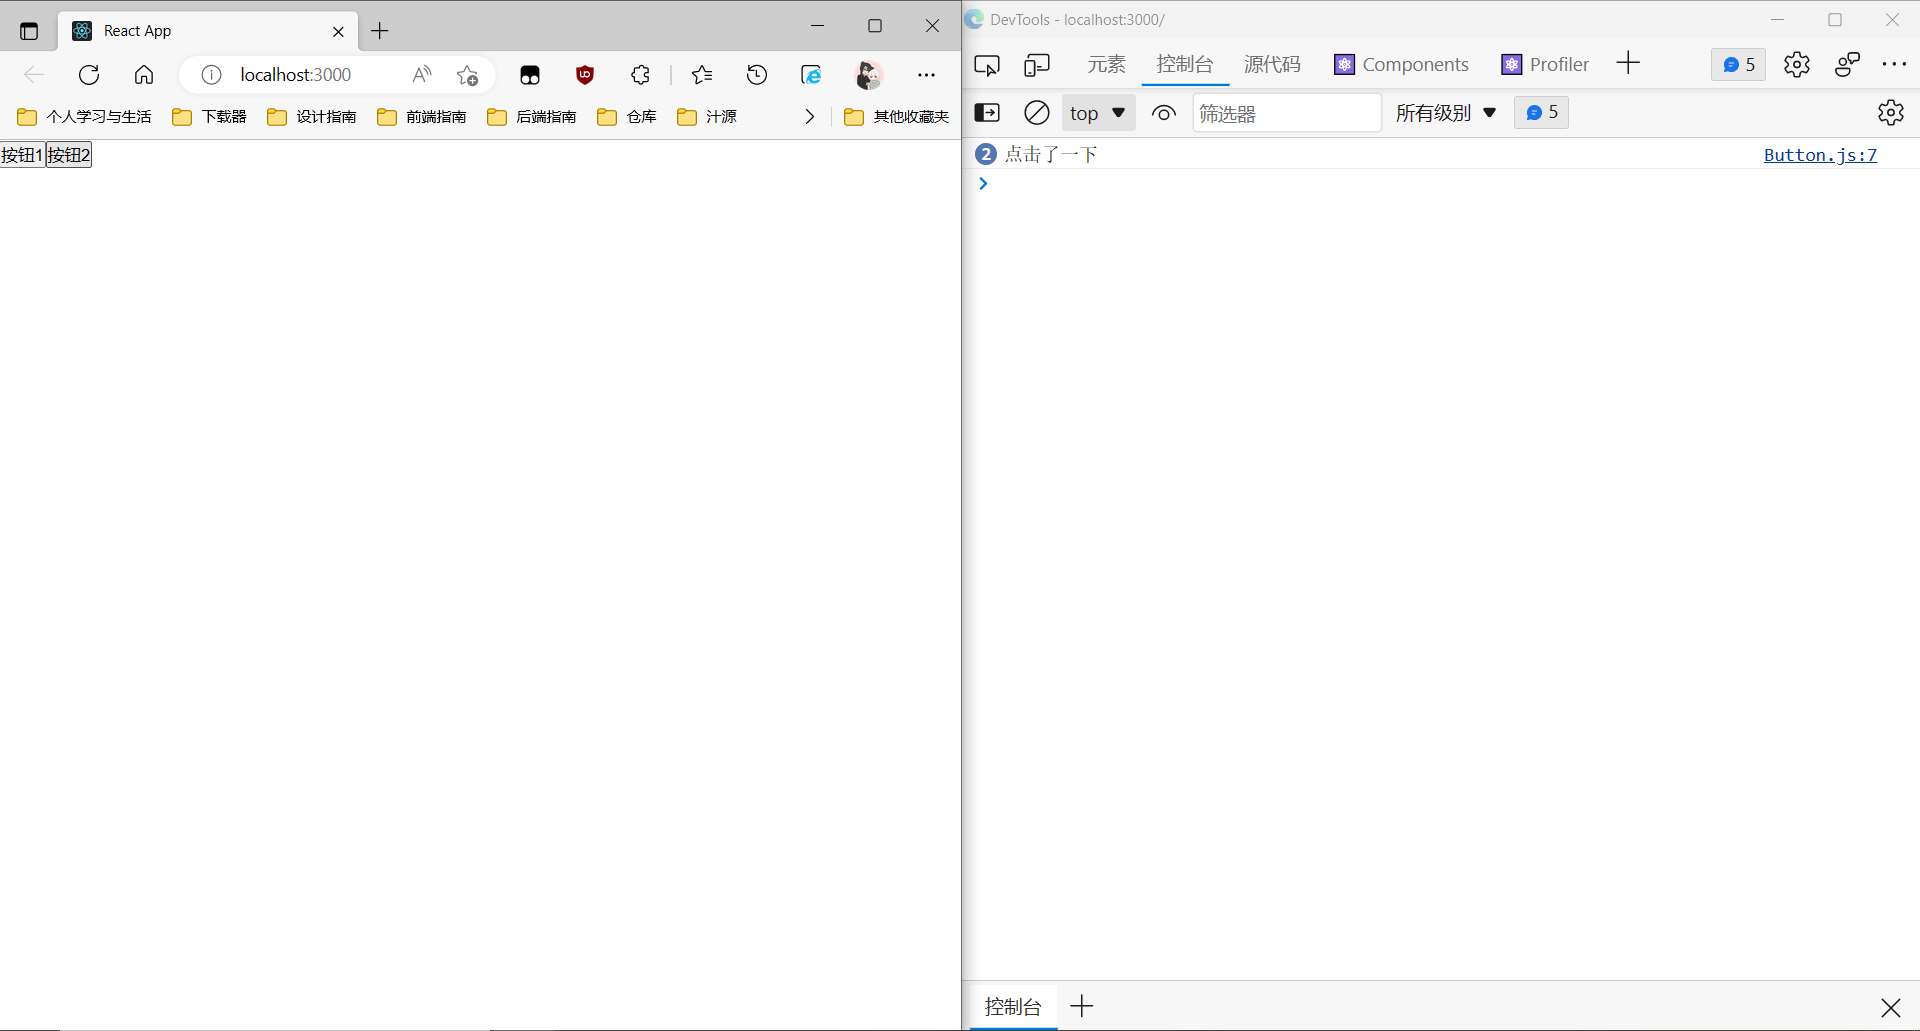 React App
localhost:3000
个人学习与生活 下载器 设计指南 前端指南 后端指南 仓库 汁源 其他收藏夹
按钮1 按钮2
DevTools - localhost:3000/
元素 控制台 源代码 Components Profiler 5
top 筛选器 所有级别 5
2 点击了一下 Button.js:7
控制台